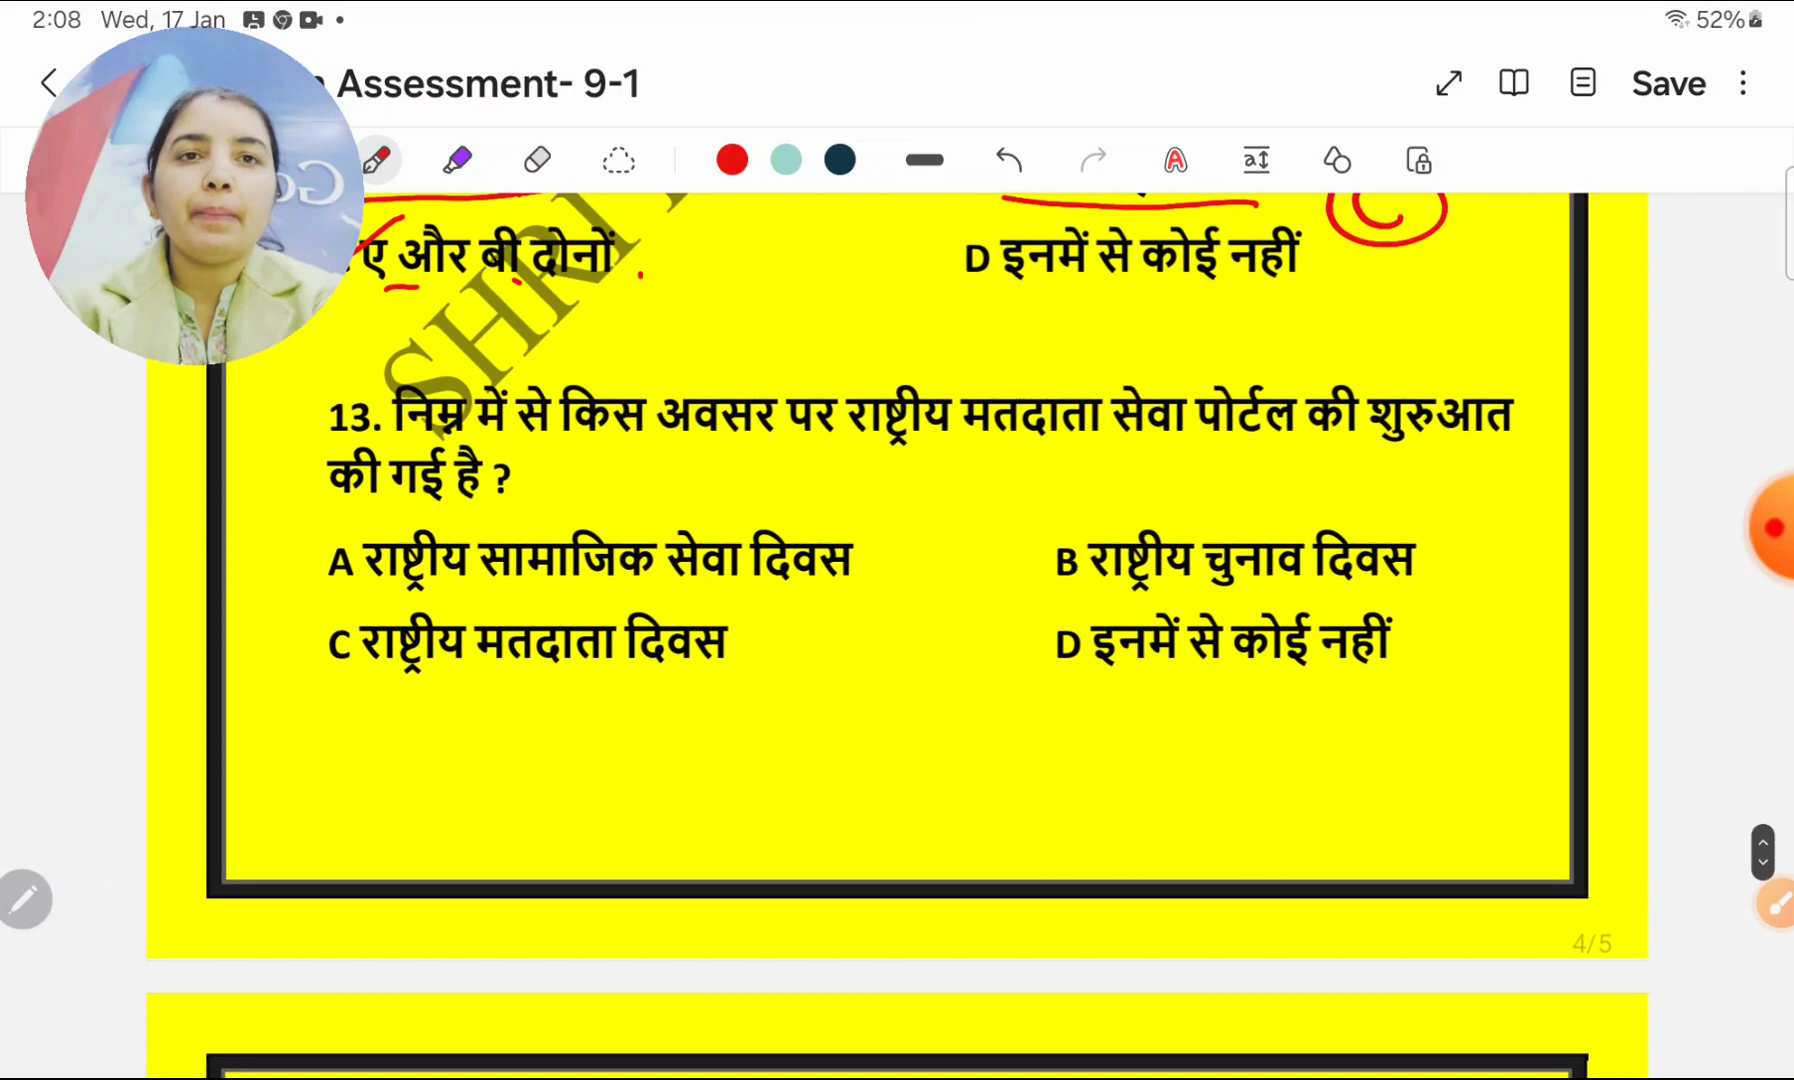 2:08 Wed, 17 Jan
52%
Assessment- 9-1
Save
ए और बी दोनों
D इनमें से कोई नहीं
SHRI
13. निम्न में से किस अवसर पर राष्ट्रीय मतदाता सेवा पोर्टल की शुरुआत
की गई है ?
A राष्ट्रीय सामाजिक सेवा दिवस
B राष्ट्रीय चुनाव दिवस
C राष्ट्रीय मतदाता दिवस
D इनमें से कोई नहीं
4/5